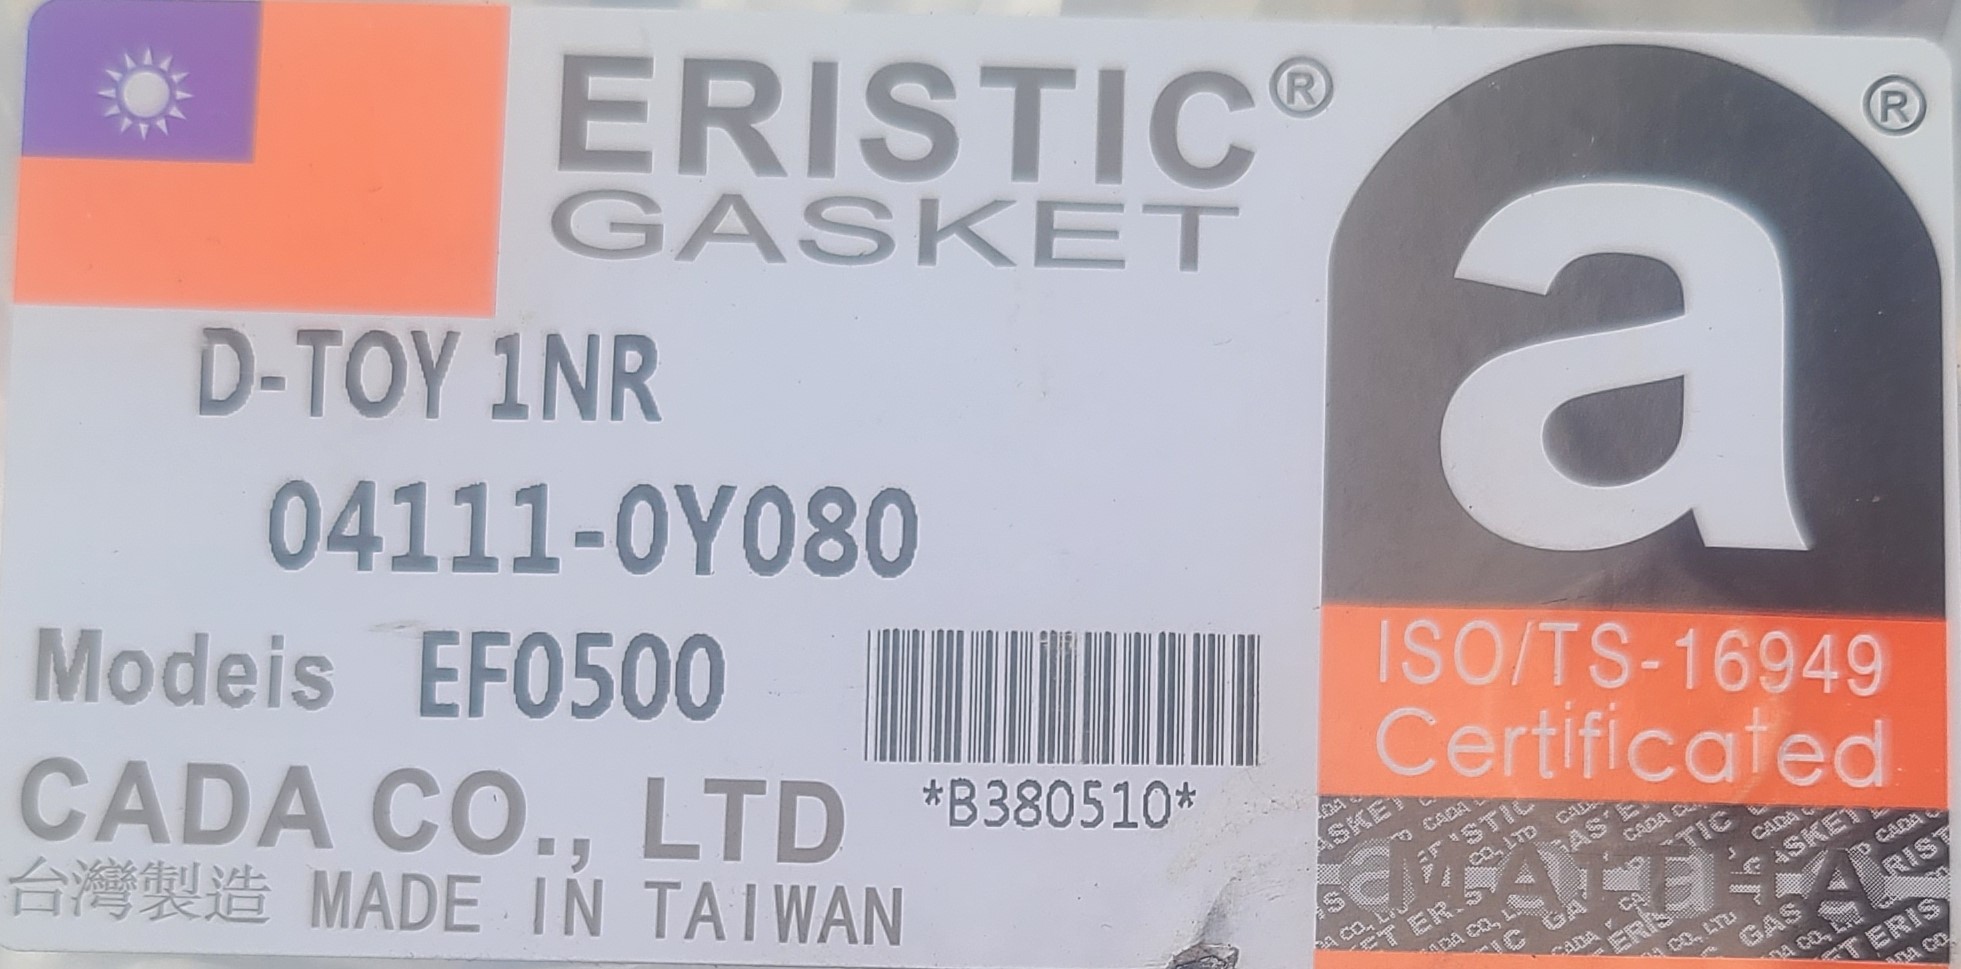 ERISTIC®
GASKET
D-TOY 1NR
04111-0Y080
Modeis EF0500
*B380510*
CADA CO., LTD
台灣製造 MADE IN TAIWAN
a ®
ISO/TS-16949
Certificated